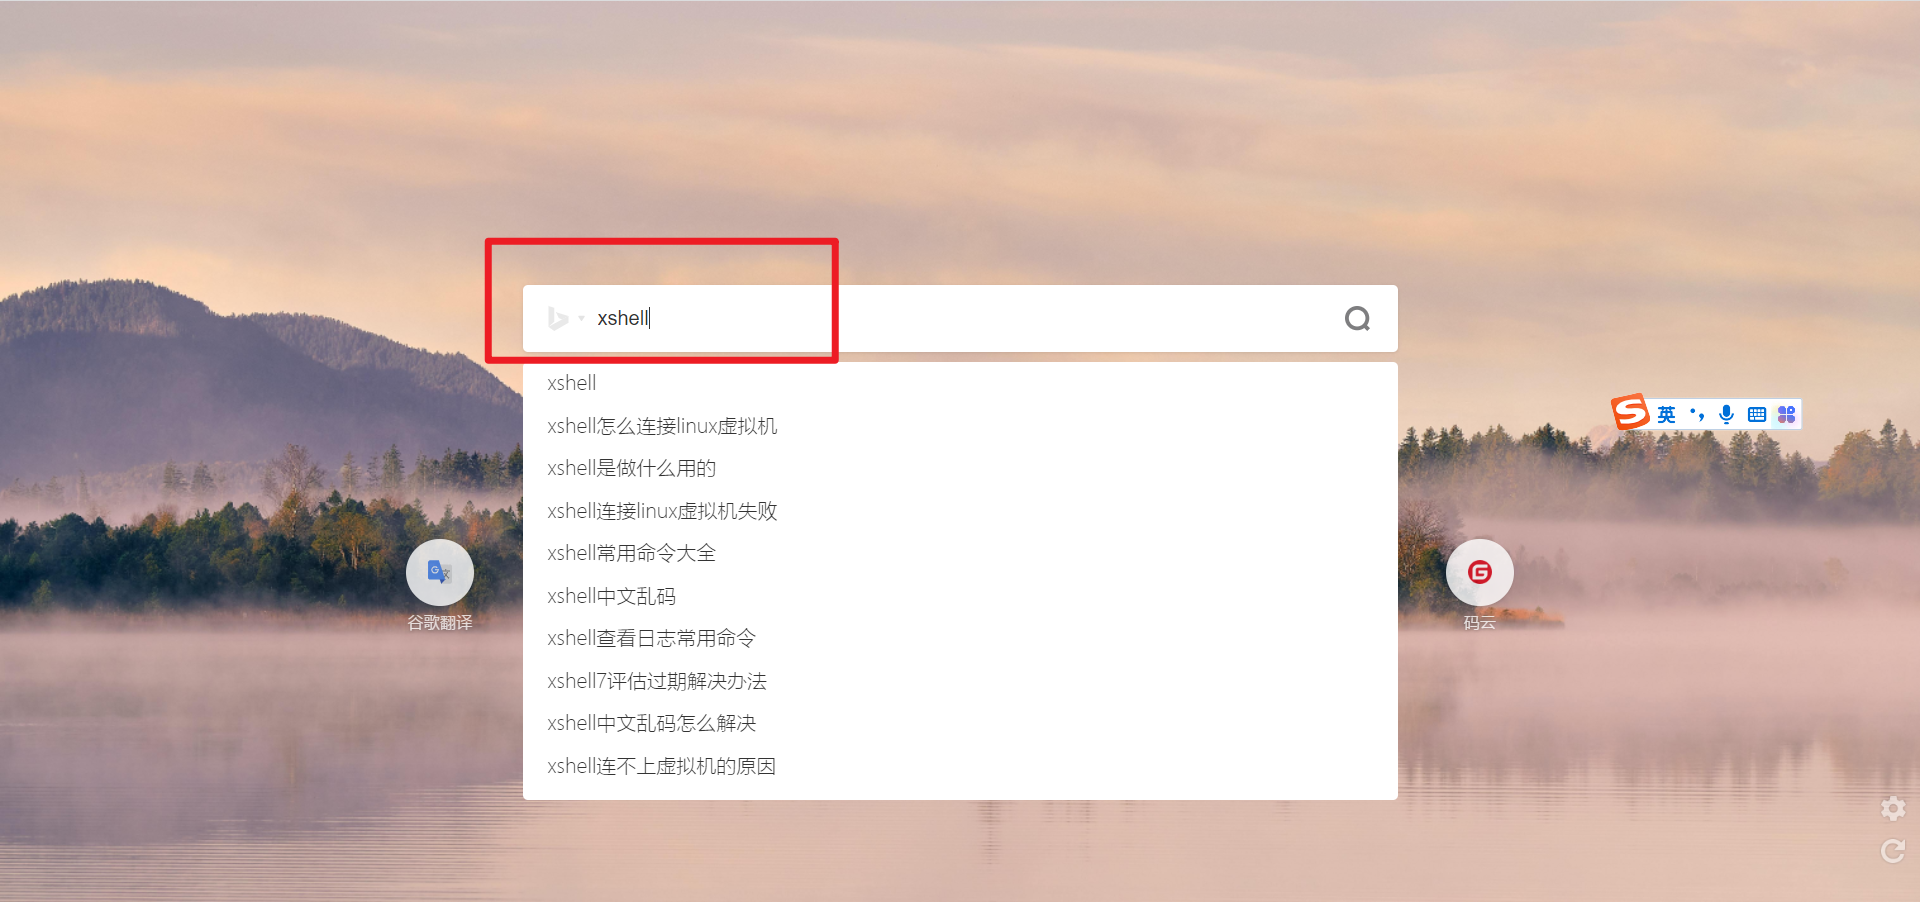 xshell
xshell
xshell怎么连接linux虚拟机
xshell是做什么用的
xshell连接linux虚拟机失败
xshell常用命令大全
xshell中文乱码
xshell查看日志常用命令
xshell7评估过期解决办法
xshell中文乱码怎么解决
xshell连不上虚拟机的原因
英
谷歌翻译
码云